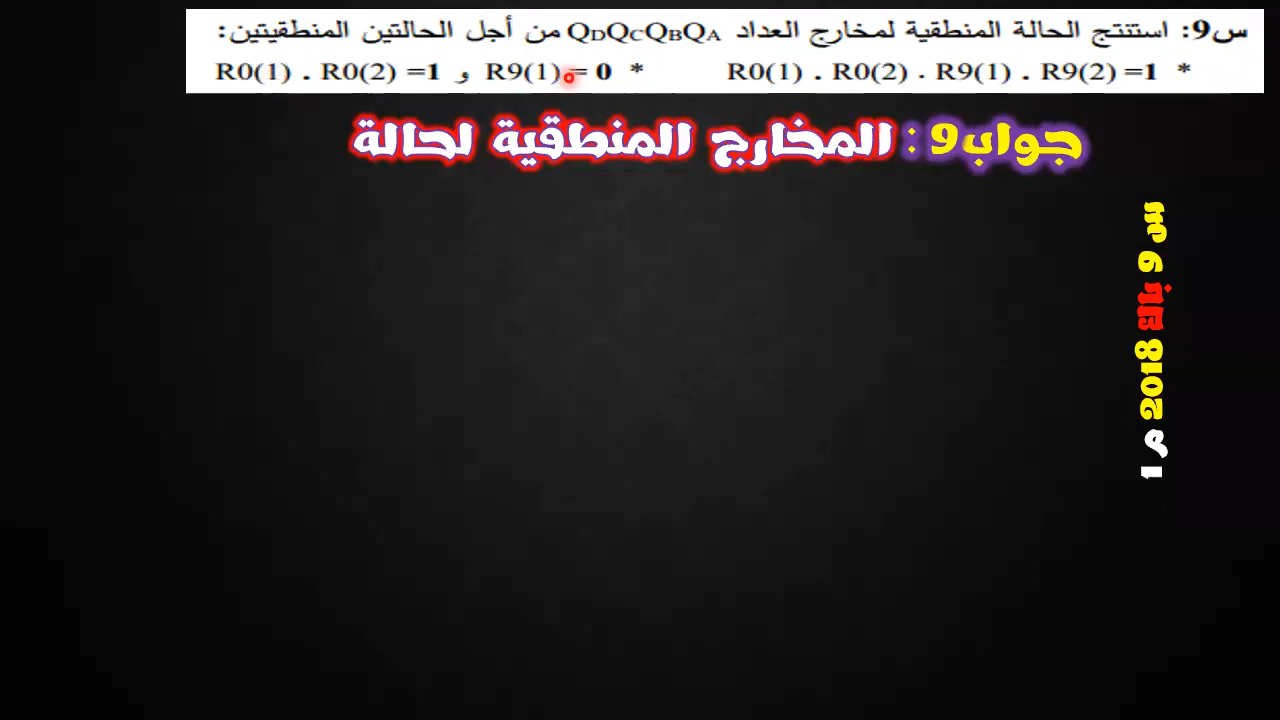 س9: استنتج الحالة المنطقية لمخارج العداد QDQCQBQA من أجل الحالتين المنطقيتين:
* R0(1) . R0(2) . R9(1) . R9(2) =1 * R9(1) = 0 و R0(1) . R0(2) =1
جواب9 : المخارج المنطقية لحالة
س 9 2018 م 1